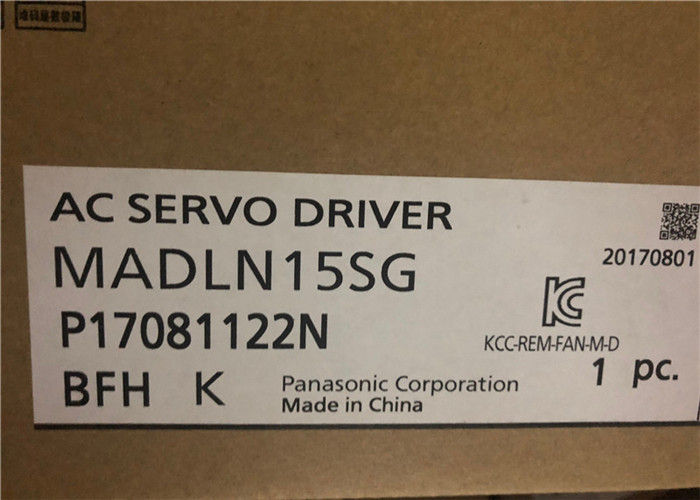 AC SERVO DRIVER
MADLN15SG
20170801
P17081122N
KCC-REM-FAN-M-D
1 pc.
BFH K
Panasonic Corporation
Made in China